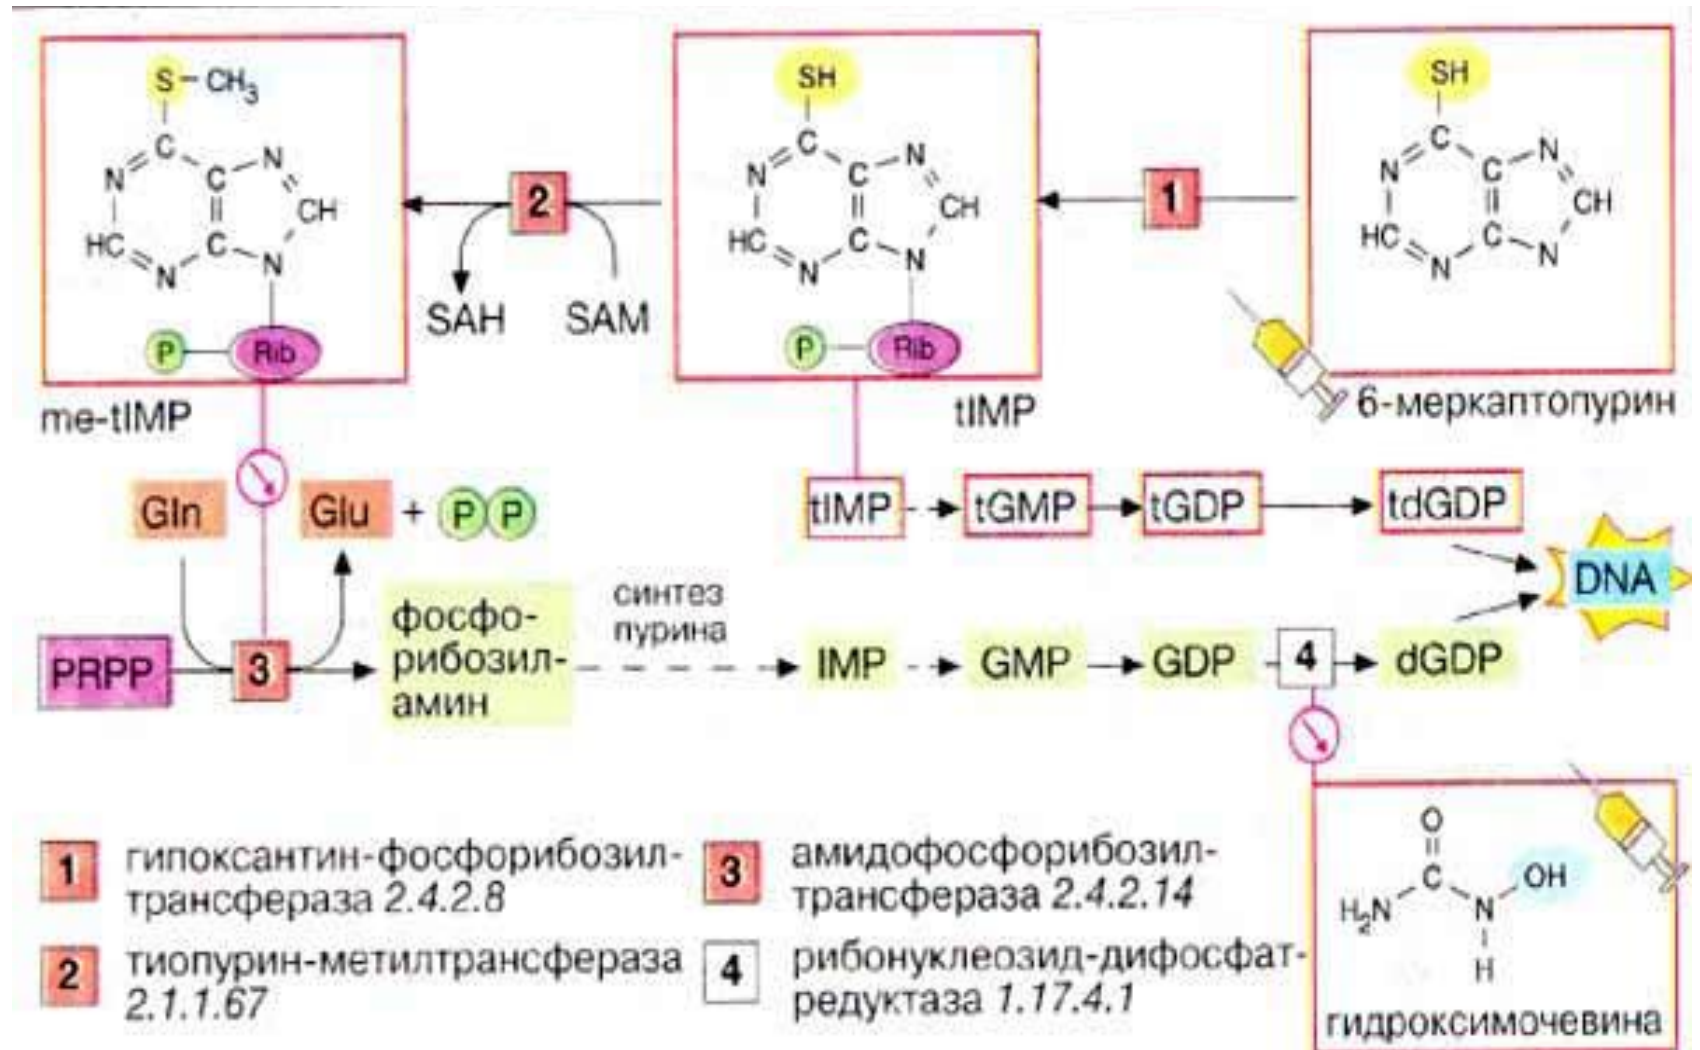 S-CH₃
SH
SH
C
N
N
C
CH
HC
C
N
N
P
Rib
C
N
N
C
CH
HC
C
N
N
P
Rib
C
N
N
C
CH
HC
C
N
N
2
1
SAH
SAM
me-tIMP
tIMP
6-меркаптопурин
Gln
Glu + P P
tIMP
tGMP
tGDP
tdGDP
DNA
PRPP
3
фосфо-
рибозил-
амин
синтез
пурина
IMP
GMP
GDP
4
dGDP
1 гипоксантин-фосфорибозил-
трансфераза 2.4.2.8
2 тиопурин-метилтрансфераза
2.1.1.67
3 амидофосфорибозил-
трансфераза 2.4.2.14
4 рибонуклеозид-дифосфат-
редуктаза 1.17.4.1
O
C
OH
H₂N
N
H
гидроксимочевина